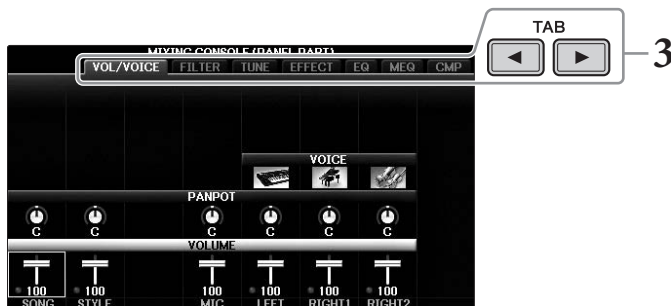 TAB
3
MIXING CONSOLE (PANEL PART)
VOL/VOICE FILTER TUNE EFFECT EQ MEQ CMP
VOICE
PANPOT
C C C C C C
VOLUME
100 100 100 100 100 100
SONG STYLE MIC LEFT RIGHT1 RIGHT2